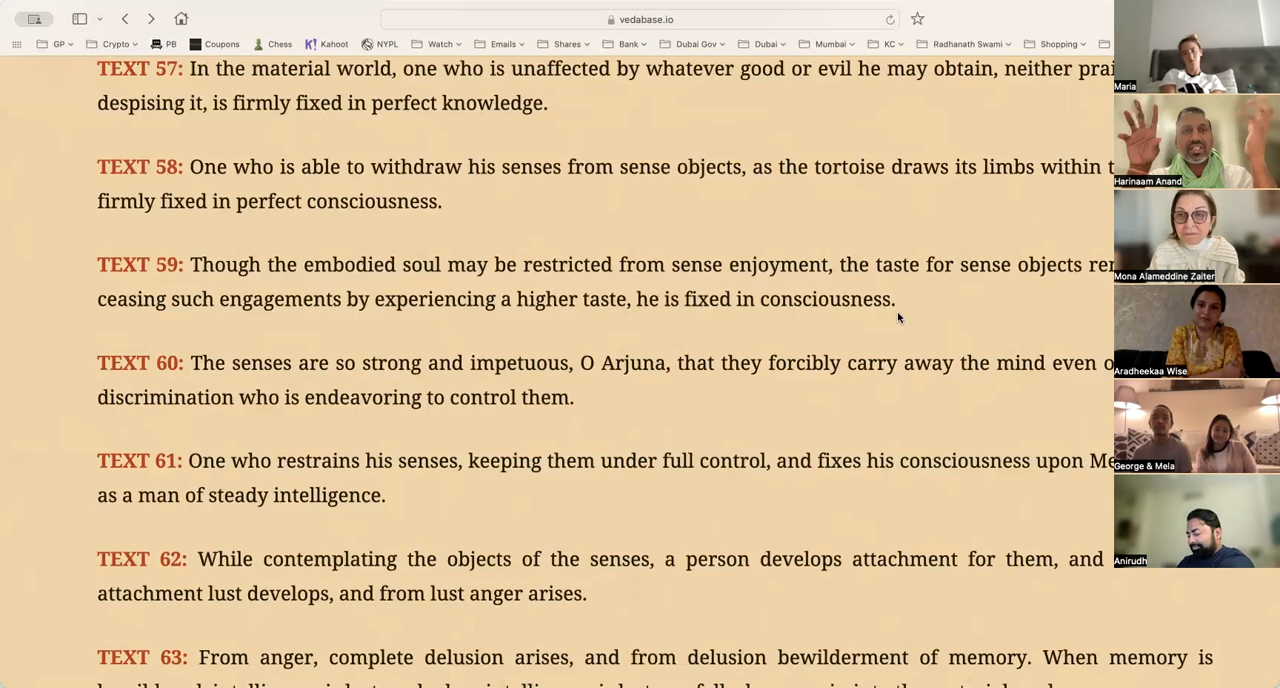 vedabase.io
GP Crypto PB Coupons Chess Kahoot NYPL Watch Emails Shares Bank Dubai Gov Dubai Mumbai KC Radhanath Swami Shopping
TEXT 57: In the material world, one who is unaffected by whatever good or evil he may obtain, neither
despising it, is firmly fixed in perfect knowledge.
TEXT 58: One who is able to withdraw his senses from sense objects, as the tortoise draws its limbs within
firmly fixed in perfect consciousness.
TEXT 59: Though the embodied soul may be restricted from sense enjoyment, the taste for sense objects
ceasing such engagements by experiencing a higher taste, he is fixed in consciousness.
TEXT 60: The senses are so strong and impetuous, O Arjuna, that they forcibly carry away the mind even
discrimination who is endeavoring to control them.
TEXT 61: One who restrains his senses, keeping them under full control, and fixes his consciousness upon
as a man of steady intelligence.
TEXT 62: While contemplating the objects of the senses, a person develops attachment for them, and
attachment lust develops, and from lust anger arises.
TEXT 63: From anger, complete delusion arises, and from delusion bewilderment of memory. When memory is
Maria
Harinaam Anand
Mona Alameddine Zaiter
Aradheekaa Wise
George & Mela
Anirudh